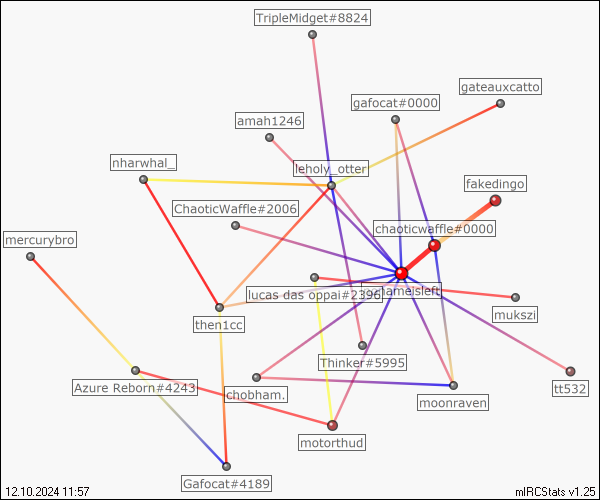 TripleMidget#8824
gateauxcatto
gafocat#0000
amah1246
nharwhal_
leholy_otter
fakedingo
ChaoticWaffle#2006
chaoticwaffle#0000
mercurybro
lucas das oppai#2396
nameisleft
mukszi
then1cc
Thinker#5995
Azure Reborn#4243
chobham.
tt532
moonraven
motorthud
Gafocat#4189
12.10.2024 11:57
mIRCStats v1.25